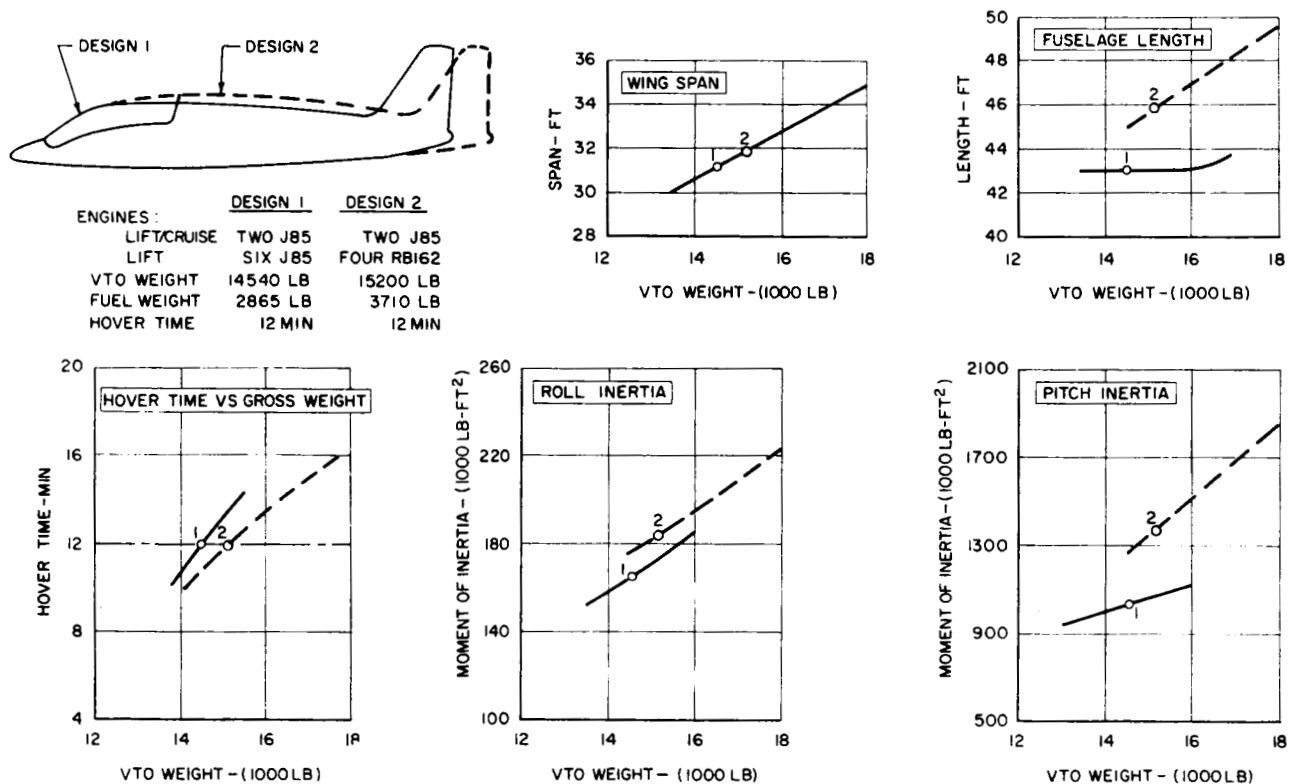 DESIGN 1
DESIGN 2
DESIGN 1 DESIGN 2
ENGINES :
LIFT/CRUISE TWO J85 TWO J85
LIFT SIX J85 FOUR RB162
VTO WEIGHT 14540 LB 15200 LB
FUEL WEIGHT 2865 LB 3710 LB
HOVER TIME 12 MIN 12 MIN
WING SPAN
SPAN - FT
36
34
32
30
28
1
2
12 14 16 18
VTO WEIGHT - (1000 LB)
FUSELAGE LENGTH
LENGTH - FT
50
48
46
44
42
40
2
1
12 14 16 18
VTO WEIGHT - (1000 LB)
HOVER TIME VS GROSS WEIGHT
HOVER TIME - MIN
20
16
12
8
4
1
2
12 14 16 18
VTO WEIGHT - (1000 LB)
ROLL INERTIA
MOMENT OF INERTIA - (1000 LB-FT²)
260
220
180
140
100
2
1
12 14 16 18
VTO WEIGHT - (1000 LB)
PITCH INERTIA
MOMENT OF INERTIA - (1000 LB-FT²)
2100
1700
1300
900
500
2
1
12 14 16 18
VTO WEIGHT - (1000 LB)